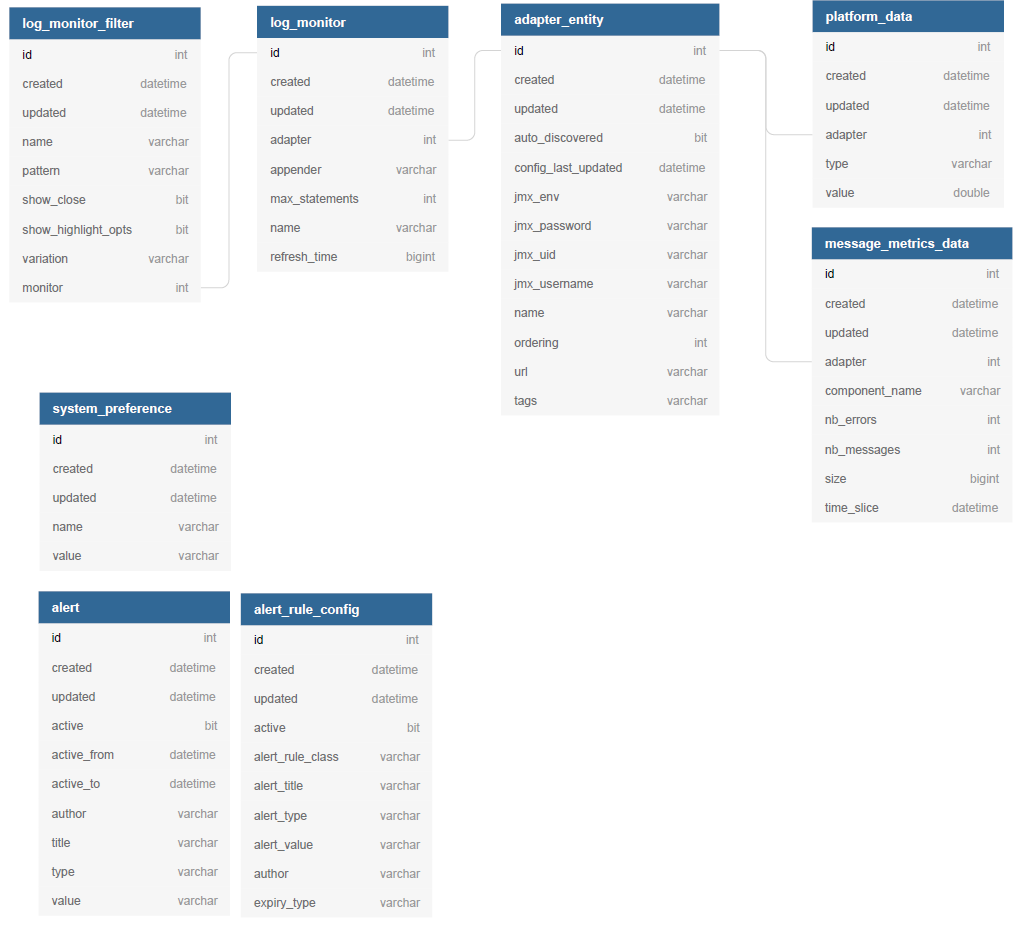 log_monitor_filter
id int
created datetime
updated datetime
name varchar
pattern varchar
show_close bit
show_highlight_opts bit
variation varchar
monitor int
log_monitor
id int
created datetime
updated datetime
adapter int
appender varchar
max_statements int
name varchar
refresh_time bigint
adapter_entity
id int
created datetime
updated datetime
auto_discovered bit
config_last_updated datetime
jmx_env varchar
jmx_password varchar
jmx_uid varchar
jmx_username varchar
name varchar
ordering int
url varchar
tags varchar
platform_data
id int
created datetime
updated datetime
adapter int
type varchar
value double
message_metrics_data
id int
created datetime
updated datetime
adapter int
component_name varchar
nb_errors int
nb_messages int
size bigint
time_slice datetime
system_preference
id int
created datetime
updated datetime
name varchar
value varchar
alert
id int
created datetime
updated datetime
active bit
active_from datetime
active_to datetime
author varchar
title varchar
type varchar
value varchar
alert_rule_config
id int
created datetime
updated datetime
active bit
alert_rule_class varchar
alert_title varchar
alert_type varchar
alert_value varchar
author varchar
expiry_type varchar